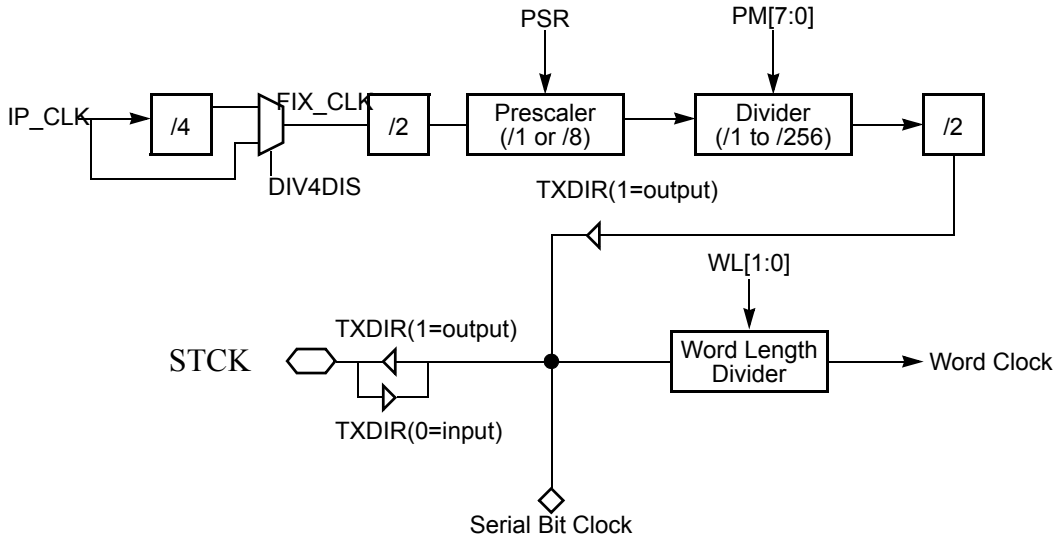 PSR
PM[7:0]
IP_CLK
/4
FIX_CLK
/2
Prescaler
(/1 or /8)
Divider
(/1 to /256)
/2
DIV4DIS
TXDIR(1=output)
WL[1:0]
TXDIR(1=output)
STCK
Word Length
Divider
Word Clock
TXDIR(0=input)
Serial Bit Clock